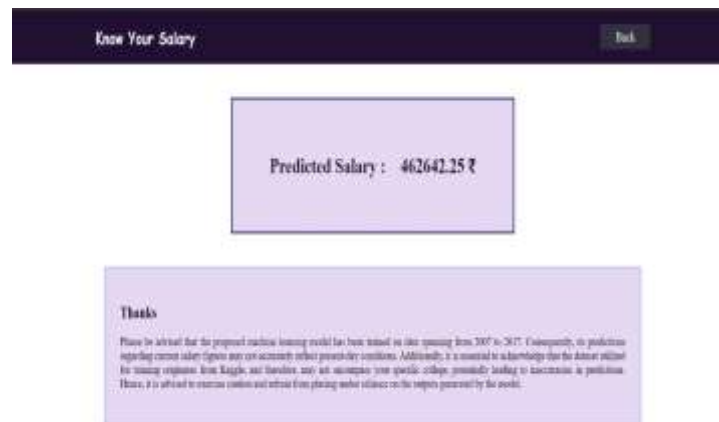 Know Your Salary
Back
Predicted Salary : 462642.25 ₹
Thanks
Please be advised that the proposed machine learning model has been trained on data spanning from 2007 to 2017. Consequently, its predictions
regarding current salary figures may not accurately reflect present-day conditions. Additionally, it is essential to acknowledge that the dataset utilized
for training originates from Kaggle, and therefore, may not encompass your specific college, potentially leading to inaccuracies in predictions.
Hence, it is advised to exercise caution and refrain from placing undue reliance on the outputs generated by the model.